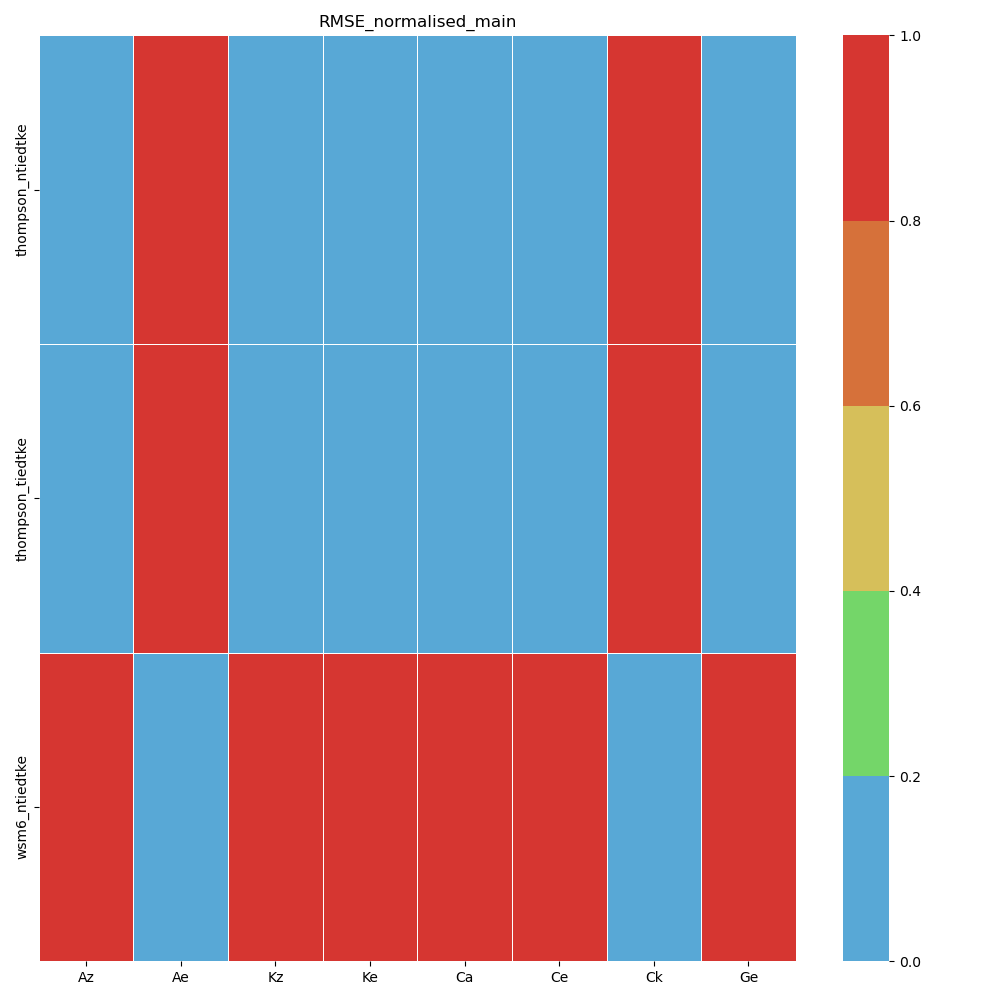 RMSE_normalised_main
thompson_ntiedtke
thompson_tiedtke
wsm6_ntiedtke
Az Ae Kz Ke Ca Ce Ck Ge
1.0
0.8
0.6
0.4
0.2
0.0